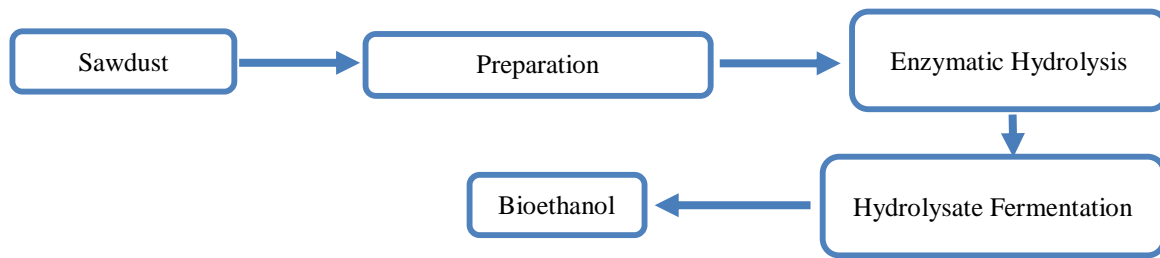 Sawdust
Preparation
Enzymatic Hydrolysis
Hydrolysate Fermentation
Bioethanol